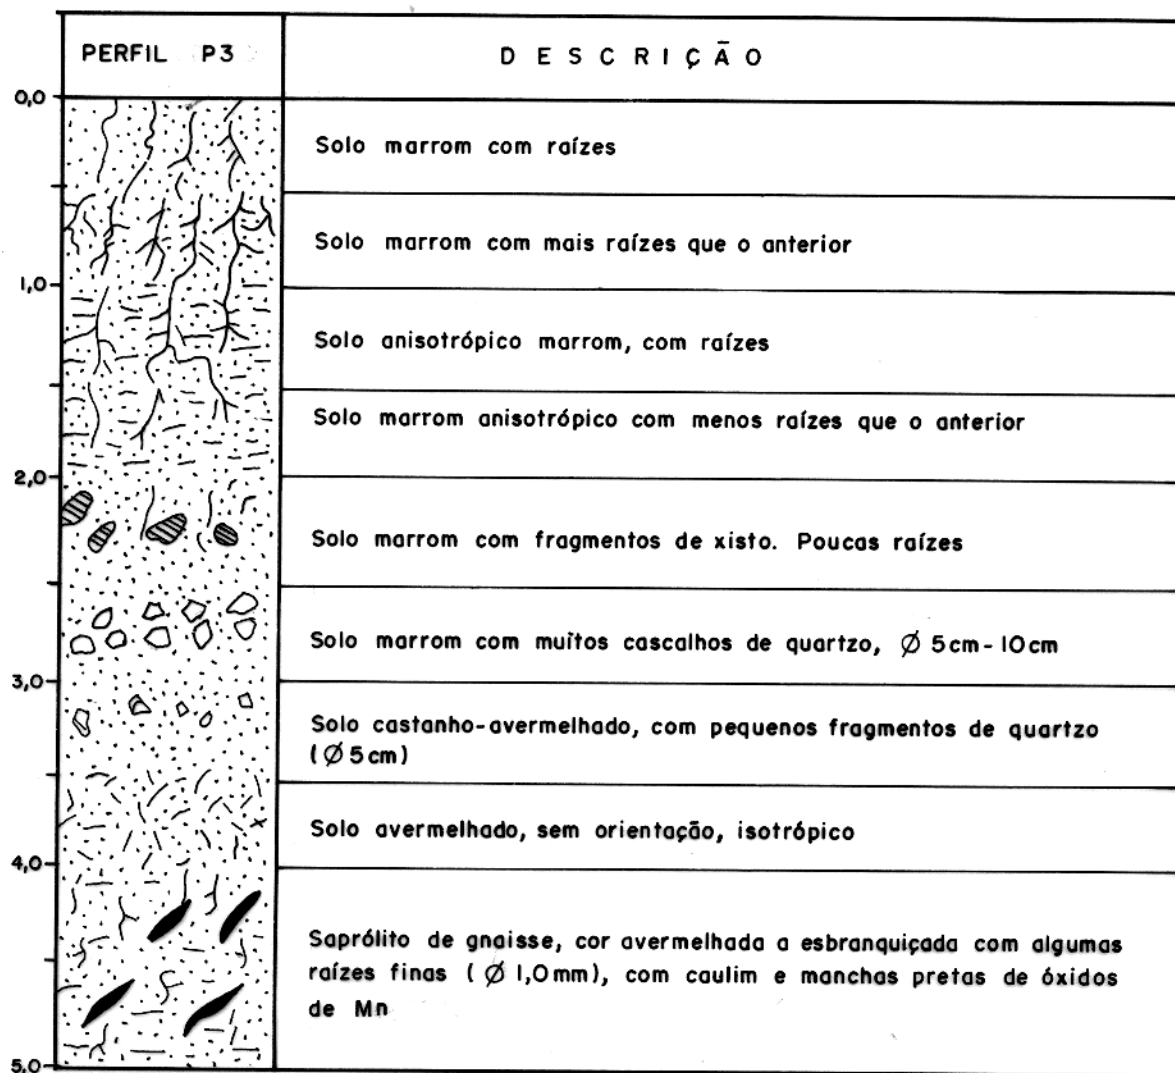 PERFIL P3
DESCRIÇÃO
0,0
Solo marrom com raízes
Solo marrom com mais raízes que o anterior
1,0
Solo anisotrópico marrom, com raízes
Solo marrom anisotrópico com menos raízes que o anterior
2,0
Solo marrom com fragmentos de xisto. Poucas raízes
Solo marrom com muitos cascalhos de quartzo, Ø 5cm-10cm
3,0
Solo castanho-avermelhado, com pequenos fragmentos de quartzo
(Ø5cm)
Solo avermelhado, sem orientação, isotrópico
4,0
Saprólito de gnaisse, cor avermelhada a esbranquiçada com algumas
raízes finas (Ø 1,0mm), com caulim e manchas pretas de óxidos
de Mn
5,0